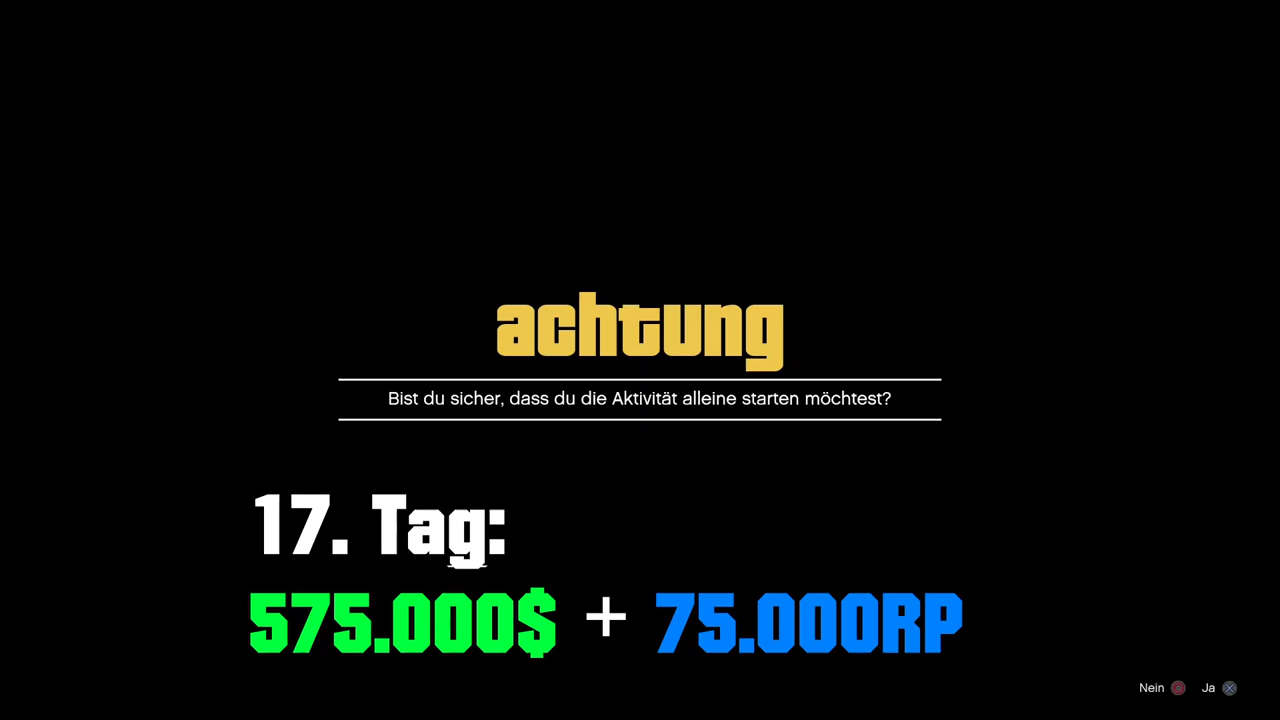 achtung
Bist du sicher, dass du die Aktivität alleine starten möchtest?
17. Tag:
575.000$ + 75.000RP
Nein Ja